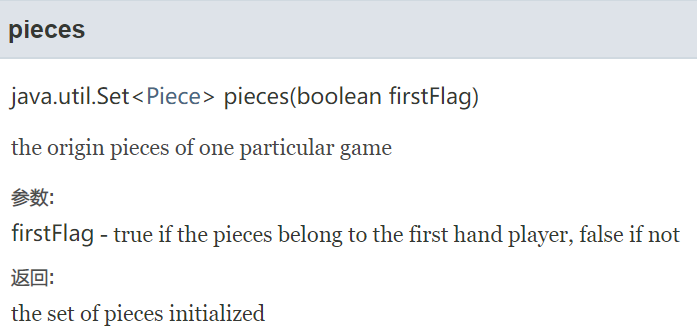 pieces
java.util.Set<Piece> pieces(boolean firstFlag)
the origin pieces of one particular game
参数:
firstFlag - true if the pieces belong to the first hand player, false if not
返回:
the set of pieces initialized